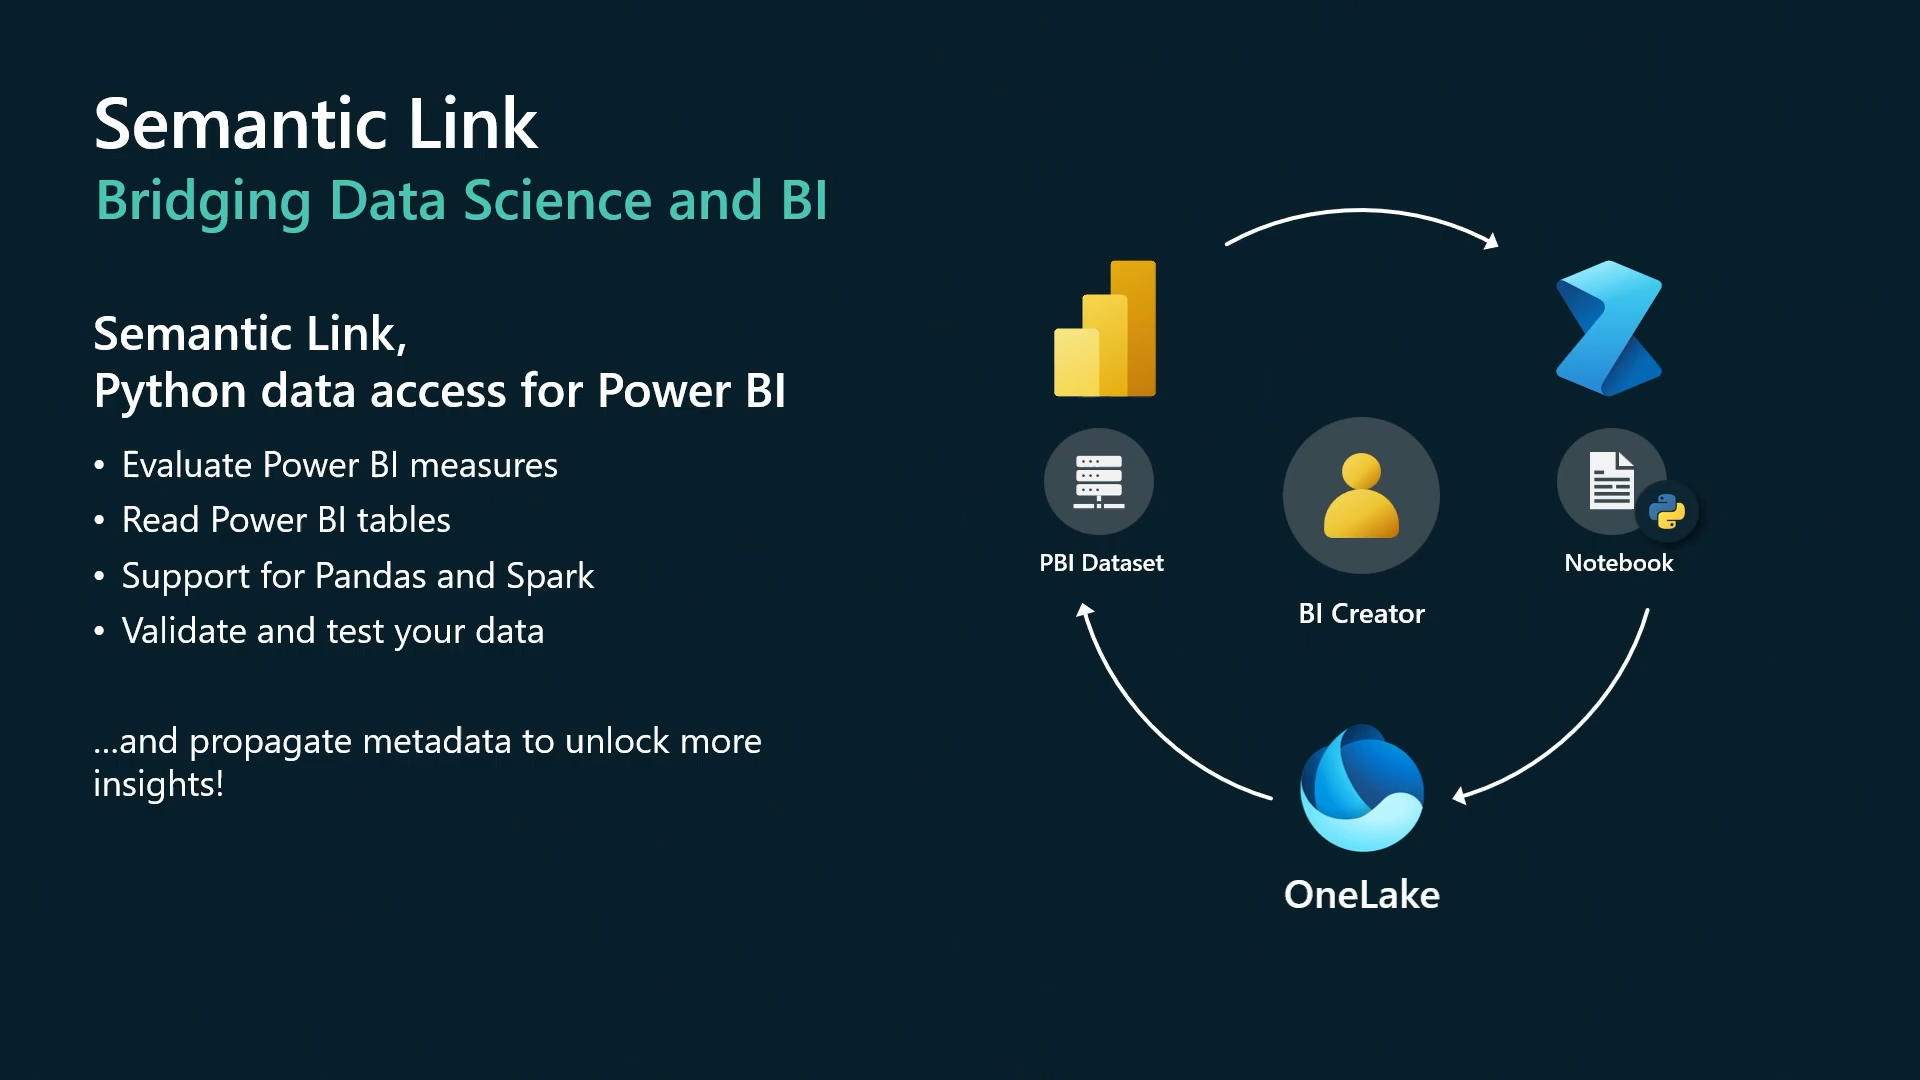 Semantic Link
Bridging Data Science and BI
Semantic Link,
Python data access for Power BI
• Evaluate Power BI measures
• Read Power BI tables
• Support for Pandas and Spark
• Validate and test your data
...and propagate metadata to unlock more
insights!
PBI Dataset
BI Creator
Notebook
OneLake